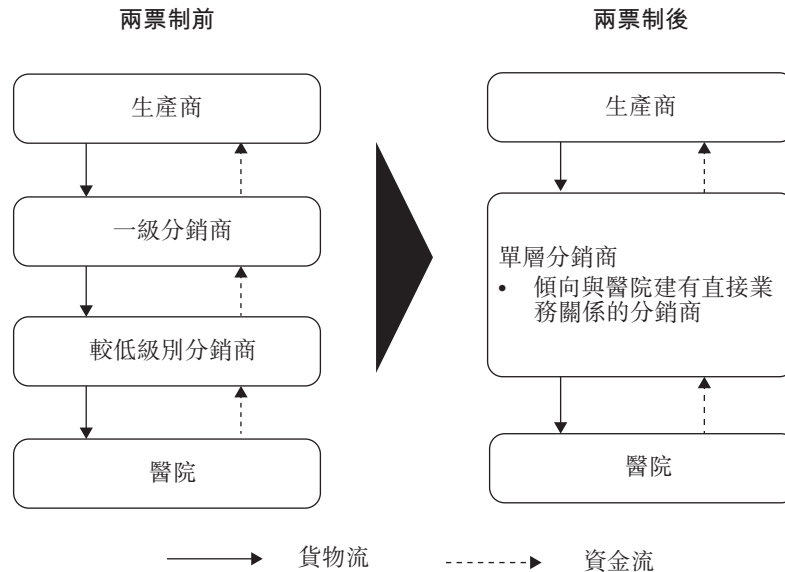 兩票制前
生產商
一級分銷商
較低級別分銷商
醫院
兩票制後
生產商
單層分銷商
• 傾向與醫院建有直接業
務關係的分銷商
醫院
貨物流
資金流